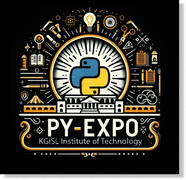 PY-EXPO
KGiSL Institute of Technology